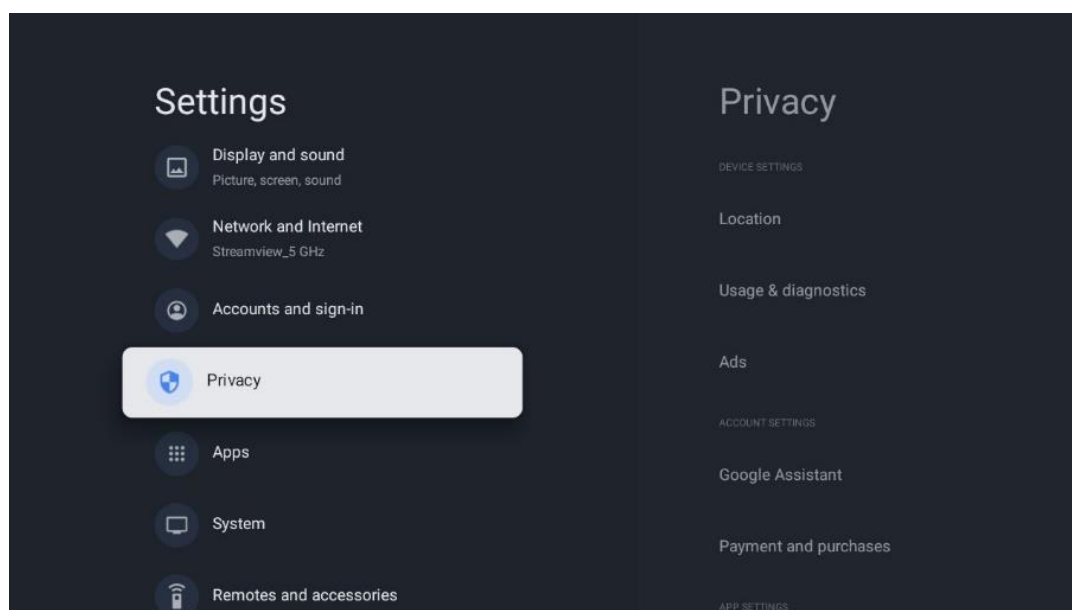 Settings
Display and sound
Picture, screen, sound
Network and Internet
Streamview_5 GHz
Accounts and sign-in
Privacy
Apps
System
Remotes and accessories
Privacy
DEVICE SETTINGS
Location
Usage & diagnostics
Ads
ACCOUNT SETTINGS
Google Assistant
Payment and purchases
APP SETTINGS